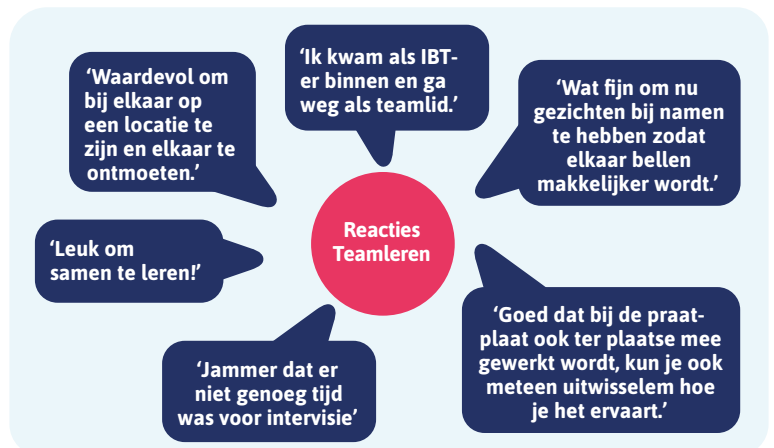 ‘Waardevol om
bij elkaar op
een locatie te
zijn en elkaar te
ontmoeten.’
‘Ik kwam als IBT-
er binnen en ga
weg als teamlid.’
‘Wat fijn om nu
gezichten bij namen
te hebben zodat
elkaar bellen
makkelijker wordt.’
‘Leuk om
samen te leren!’
Reacties
Teamleren
‘Jammer dat er
niet genoeg tijd
was voor intervisie’
‘Goed dat bij de praat-
plaat ook ter plaatse mee
gewerkt wordt, kun je ook
meteen uitwisselem hoe
je het ervaart.’